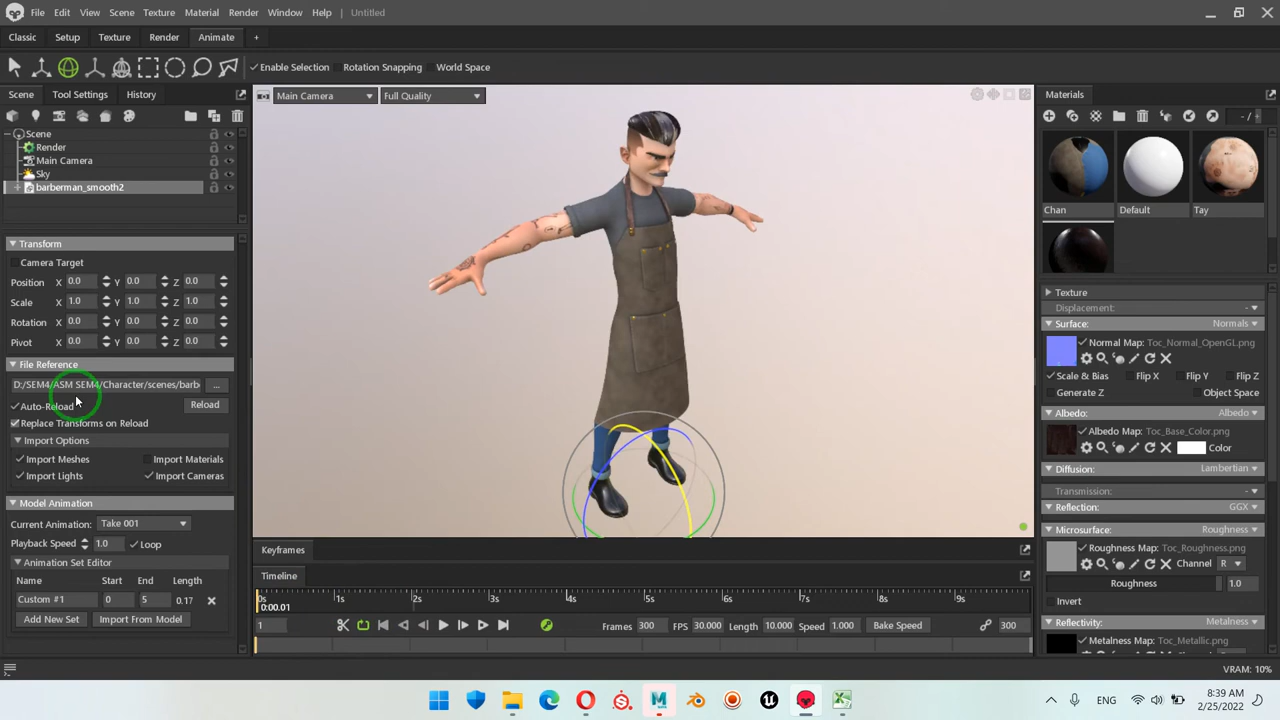 File Edit View Scene Texture Material Render Window Help Untitled
Classic Setup Texture Render Animate +
Enable Selection Rotation Snapping World Space
Scene Tool Settings History
Main Camera Full Quality
Materials
- /
Scene
Render
Main Camera
Sky
barberman_smooth2
Chan Default Tay
Transform
Camera Target
Position X 0.0 Y 0.0 Z 0.0
Scale X 1.0 Y 1.0 Z 1.0
Rotation X 0.0 Y 0.0 Z 0.0
Pivot X 0.0 Y 0.0 Z 0.0
File Reference
D:/SEM4/ASM SEM4/Character/scenes/barb ...
Auto-Reload Reload
Replace Transforms on Reload
Import Options
Import Meshes Import Materials
Import Lights Import Cameras
Model Animation
Current Animation: Take 001
Playback Speed 1.0 Loop
Animation Set Editor
Name Start End Length
Custom #1 0 5 0.17
Add New Set Import From Model
Texture
Displacement: -
Surface: Normals
Normal Map: Toc_Normal_OpenGL.png
Scale & Bias Flip X Flip Y Flip Z
Generate Z Object Space
Albedo: Albedo
Albedo Map: Toc_Base_Color.png
Color
Diffusion: Lambertian
Transmission: -
Reflection: GGX
Microsurface: Roughness
Roughness Map: Toc_Roughness.png
Channel R
Roughness 1.0
Invert
Reflectivity: Metalness
Metalness Map: Toc_Metallic.png
Keyframes
Timeline
0s 1s 2s 3s 4s 5s 6s 7s 8s 9s
0:00.01
1 Frames 300 FPS 30.000 Length 10.000 Speed 1.000 Bake Speed 300
VRAM: 10%
ENG 8:39 AM
2/25/2022